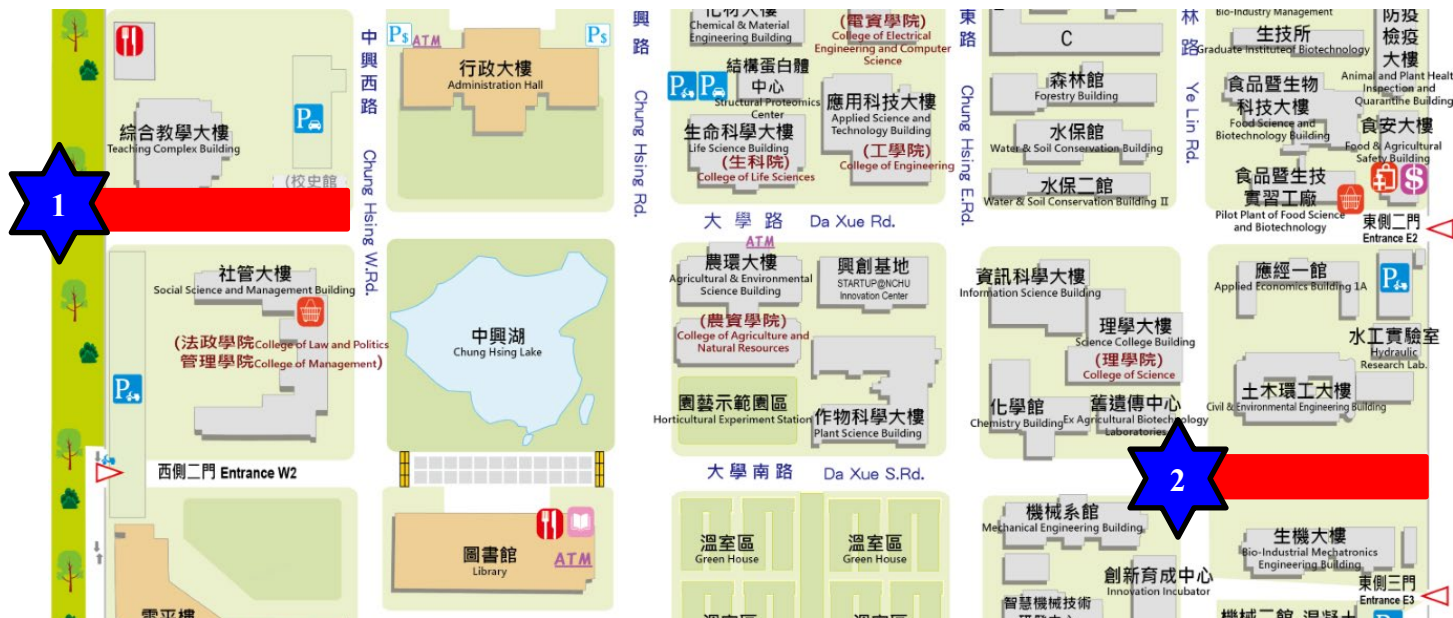 中興西路 Chung Hsing W.Rd.
P$
ATM
P$
行政大樓
Administration Hall
P
綜合教學大樓
Teaching Complex Building
(校史館
1
社管大樓
Social Science and Management Building
(法政學院College of Law and Politics
管理學院College of Management)
P
西側二門 Entrance W2
中興湖
Chung Hsing Lake
圖書館
Library
ATM
興路 Chung Hsing Rd.
化材大樓
Chemical & Material
Engineering Building
(電資學院)
College of Electrical
Engineering and Computer
Science
P P
結構蛋白體
中心
Structural Proteomics
Center
應用科技大樓
Applied Science and
Technology Building
生命科學大樓
Life Science Building
(生科院)
College of Life Sciences
(工學院)
College of Engineering
大學路 Da Xue Rd.
ATM
農環大樓
Agricultural & Environmental
Science Building
興創基地
STARTUP@NCHU
Innovation Center
(農資學院)
College of Agriculture and
Natural Resources
園藝示範園區
Horticultural Experiment Station
作物科學大樓
Plant Science Building
大學南路 Da Xue S.Rd.
溫室區
Green House
溫室區
Green House
東路 Chung Hsing E.Rd.
C
森林館
Forestry Building
水保館
Water & Soil Conservation Building
水保二館
Water & Soil Conservation Building II
資訊科學大樓
Information Science Building
理學大樓
Science College Building
(理學院)
College of Science
化學館
Chemistry Building
舊遺傳中心
Ex Agricultural Biotechnology
Laboratories
2
機械系館
Mechanical Engineering Building
創新育成中心
Innovation Incubator
智慧機械技術
林路 Ye Lin Rd.
Bio-Industry Management
生技所
Graduate Institute of Biotechnology
防疫
檢疫
大樓
Animal and Plant Healt
Inspection and
Quarantine Building
食品暨生物
科技大樓
Food Science and
Biotechnology Building
食安大樓
Food & Agricultural
Safety Building
$
食品暨生技
實習工廠
Pilot Plant of Food Science
and Biotechnology
東側二門
Entrance E2
應經一館
Applied Economics Building 1A
P
水工實驗室
Hydraulic
Research Lab.
土木環工大樓
Civil & Environmental Engineering Building
生機大樓
Bio-Industrial Mechatronics
Engineering Building
東側三門
Entrance E3
P